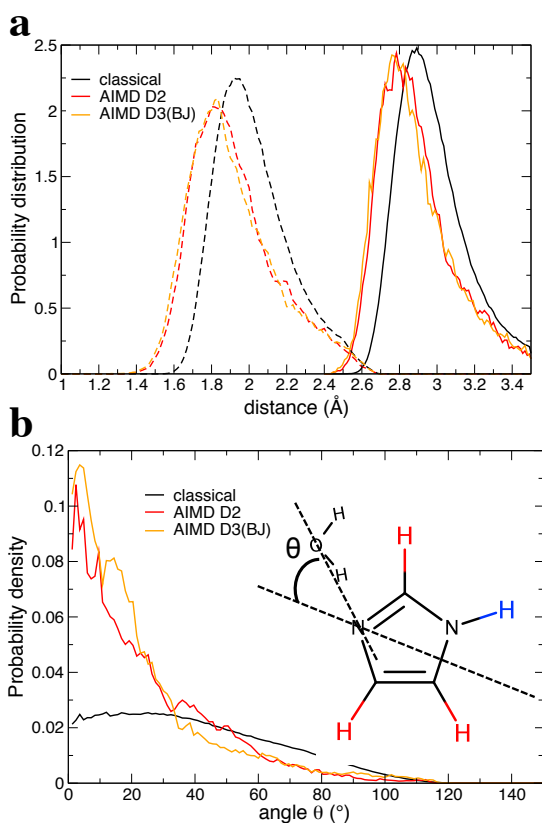 a
Probability distribution
2.5
2
1.5
1
0.5
0
classical
AIMD D2
AIMD D3(BJ)
1 1.2 1.4 1.6 1.8 2 2.2 2.4 2.6 2.8 3 3.2 3.4
distance (Å)
b
Probability density
0.12
0.1
0.08
0.06
0.04
0.02
0
classical
AIMD D2
AIMD D3(BJ)
H
O
H
θ
H
N
N
H
H
H
0 20 40 60 80 100 120 140
angle θ (°)